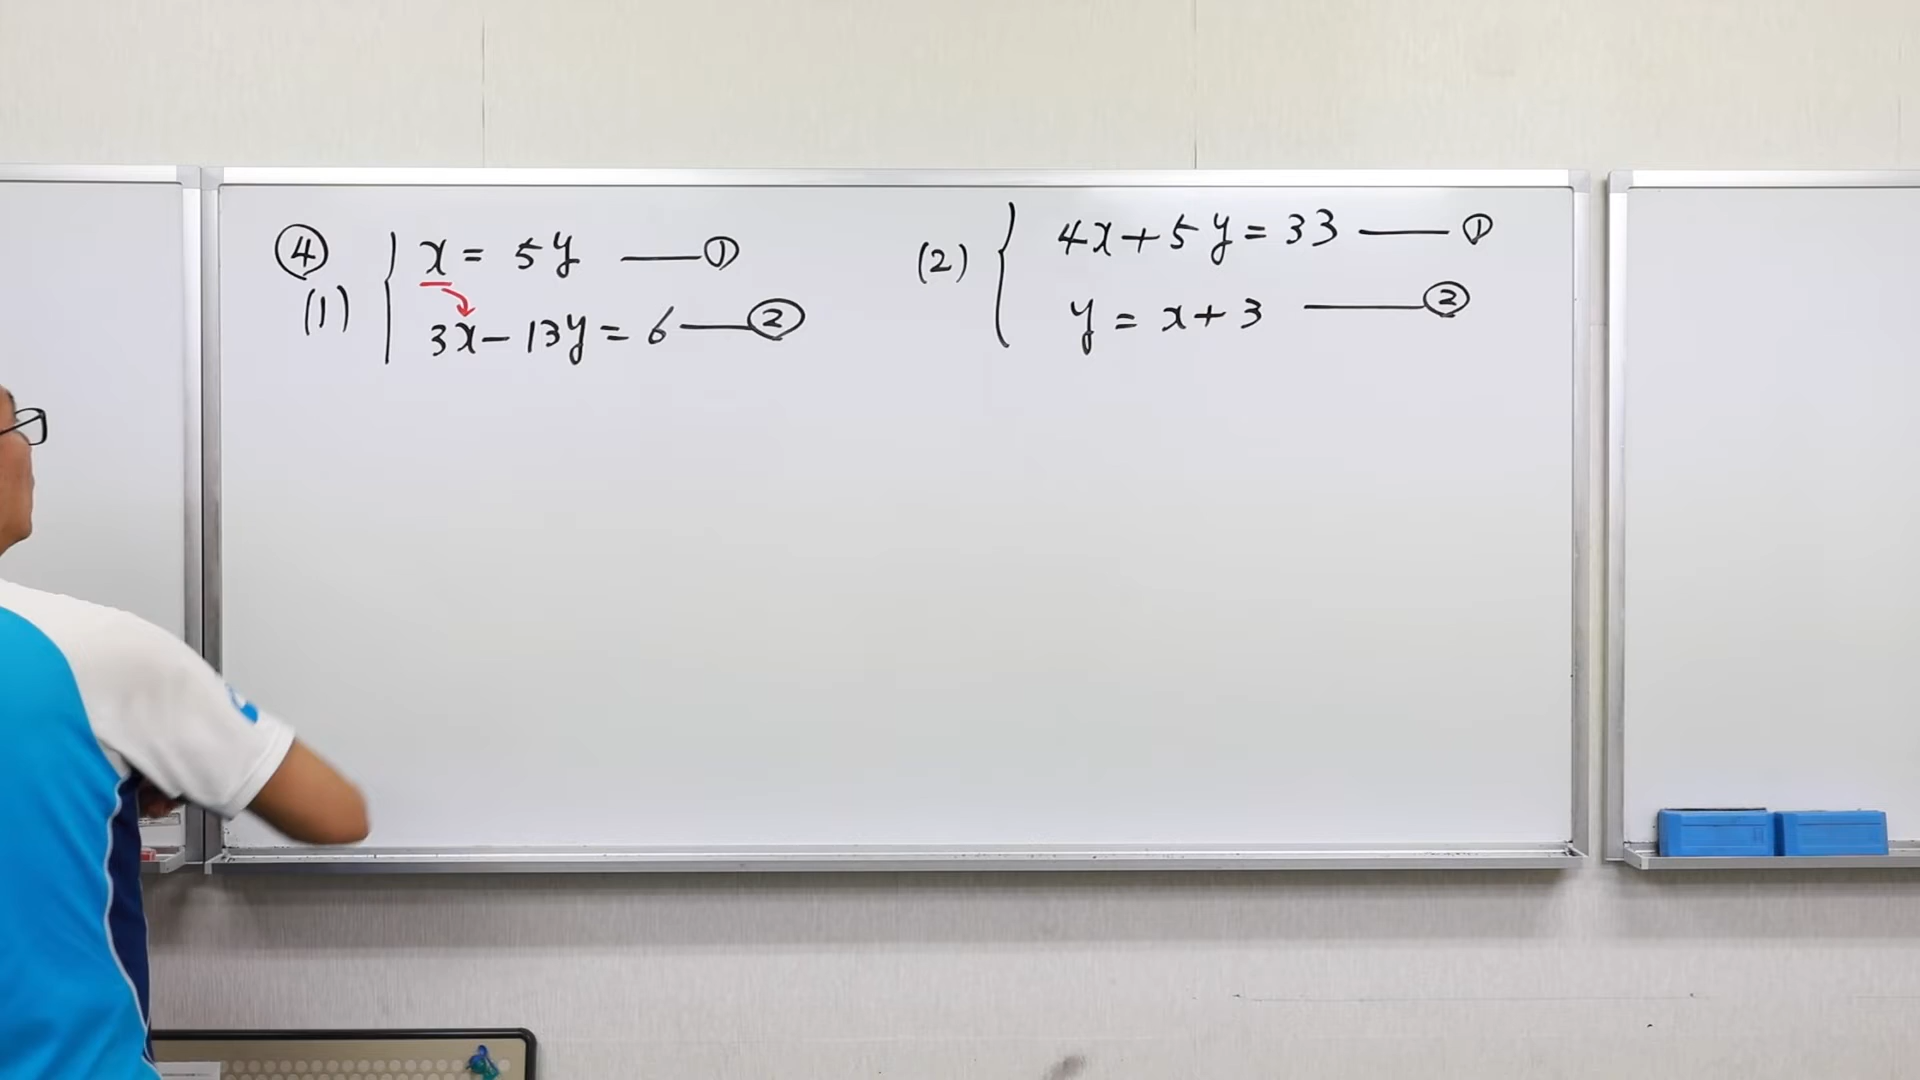 ④
(1) { x = 5y —— ①
3x - 13y = 6 —— ②
(2) { 4x + 5y = 33 —— ①
y = x + 3 —— ②